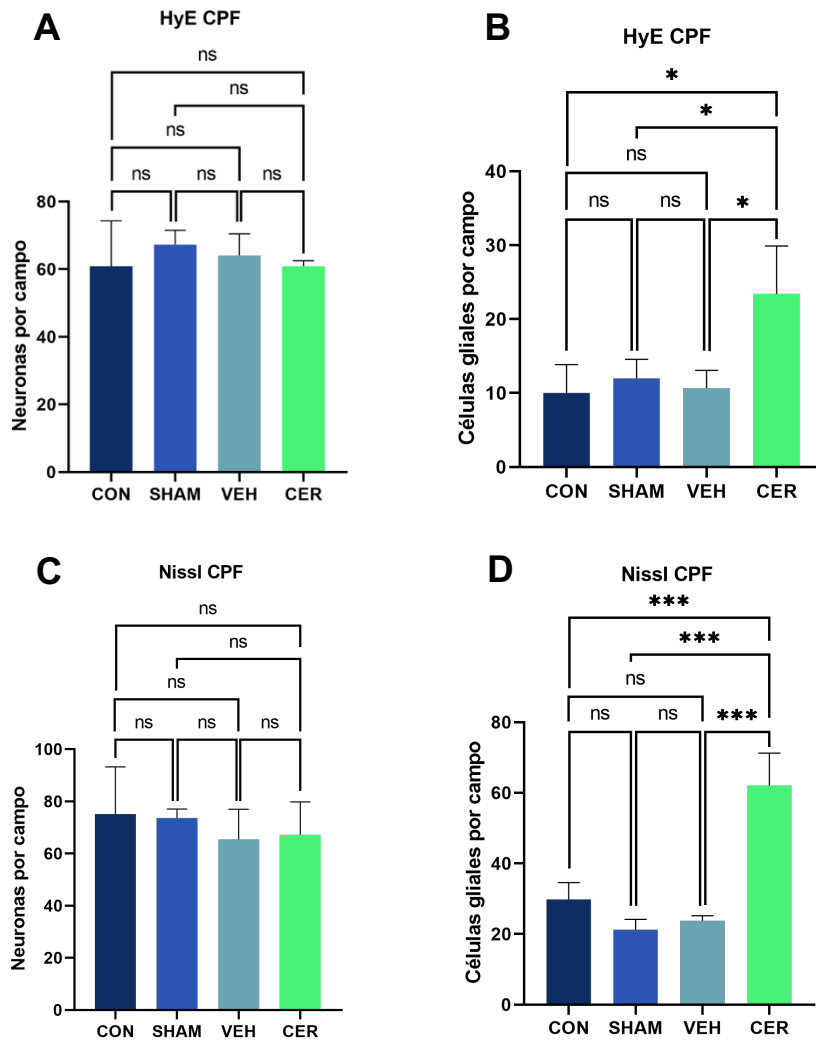 A
HyE CPF
ns
ns
ns
ns ns ns
Neuronas por campo
80
60
40
20
0
CON SHAM VEH CER
B
HyE CPF
*
*
ns
ns ns *
Células gliales por campo
40
30
20
10
0
CON SHAM VEH CER
C
Nissl CPF
ns
ns
ns
ns ns ns
Neuronas por campo
100
80
60
40
20
0
CON SHAM VEH CER
D
Nissl CPF
***
***
ns
ns ns ***
Células gliales por campo
80
60
40
20
0
CON SHAM VEH CER